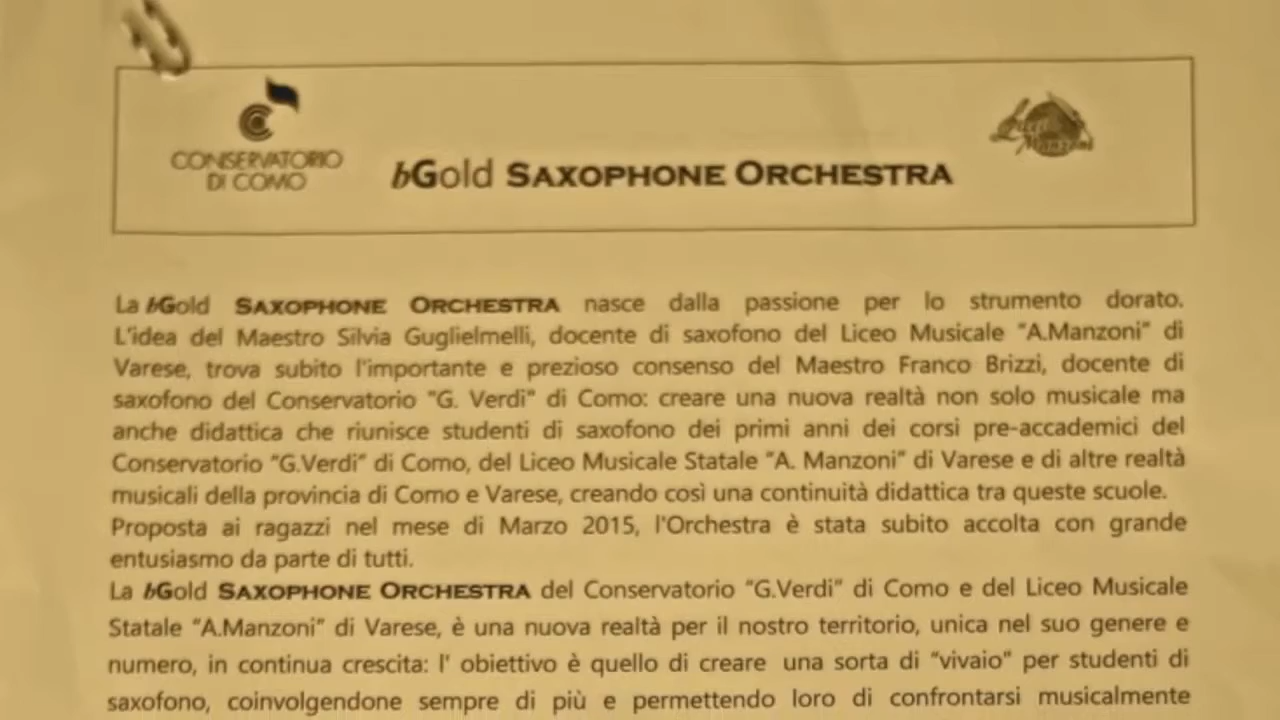 CONSERVATORIO
DI COMO
Liceo
Manzoni
bGold SAXOPHONE ORCHESTRA
La bGold SAXOPHONE ORCHESTRA nasce dalla passione per lo strumento dorato.
L'idea del Maestro Silvia Guglielmelli, docente di saxofono del Liceo Musicale "A.Manzoni" di
Varese, trova subito l'importante e prezioso consenso del Maestro Franco Brizzi, docente di
saxofono del Conservatorio "G. Verdi" di Como: creare una nuova realtà non solo musicale ma
anche didattica che riunisce studenti di saxofono dei primi anni dei corsi pre-accademici del
Conservatorio "G.Verdi" di Como, del Liceo Musicale Statale "A. Manzoni" di Varese e di altre realtà
musicali della provincia di Como e Varese, creando così una continuità didattica tra queste scuole.
Proposta ai ragazzi nel mese di Marzo 2015, l'Orchestra è stata subito accolta con grande
entusiasmo da parte di tutti.
La bGold SAXOPHONE ORCHESTRA del Conservatorio "G.Verdi" di Como e del Liceo Musicale
Statale "A.Manzoni" di Varese, è una nuova realtà per il nostro territorio, unica nel suo genere e
numero, in continua crescita: l' obiettivo è quello di creare una sorta di "vivaio" per studenti di
saxofono, coinvolgendone sempre di più e permettendo loro di confrontarsi musicalmente